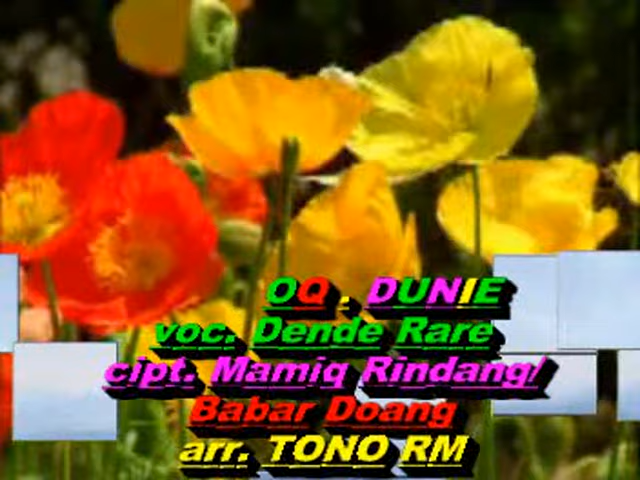 OQ . DUNIE
voc. Dende Rare
cipt. Mamiq Rindang/
Babar Doang
arr. TONO RM